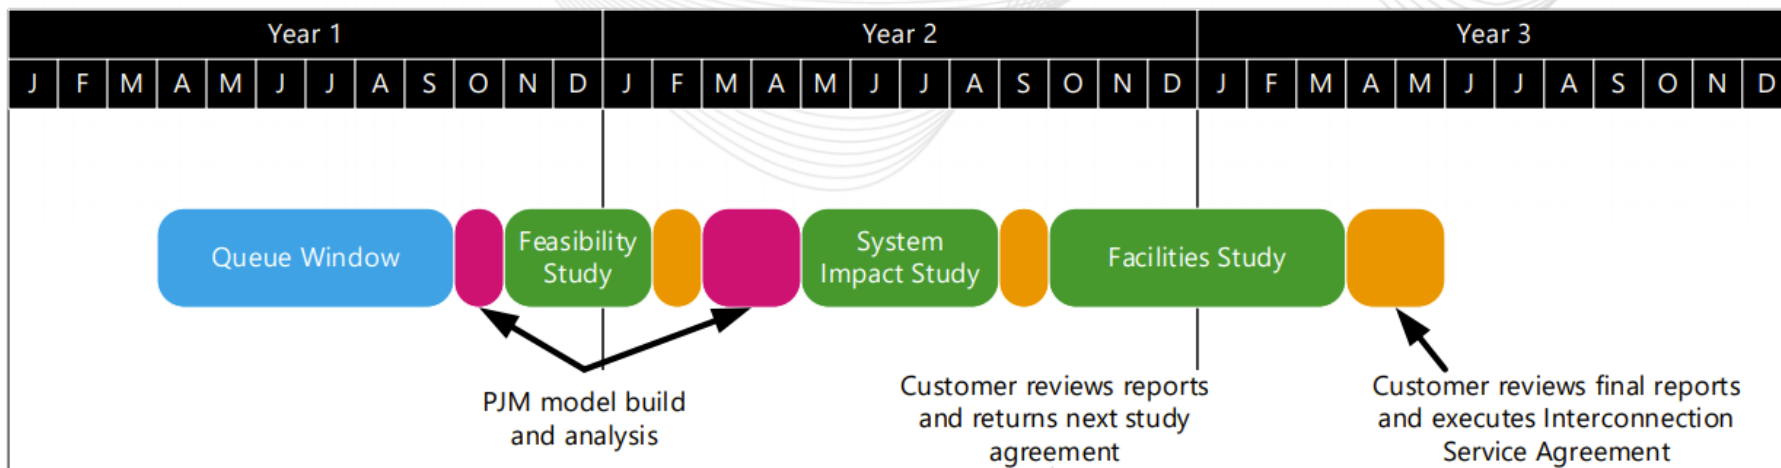 Year 1 Year 2 Year 3
J F M A M J J A S O N D J F M A M J J A S O N D J F M A M J J A S O N D
Queue Window
Feasibility
Study
System
Impact Study
Facilities Study
PJM model build
and analysis
Customer reviews reports
and returns next study
agreement
Customer reviews final reports
and executes Interconnection
Service Agreement